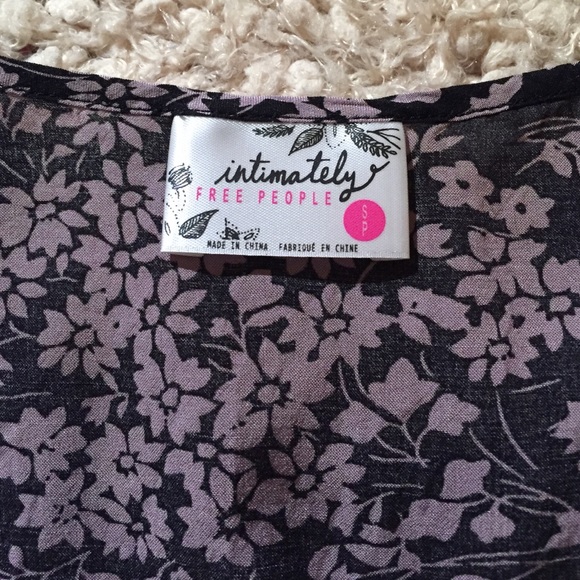 intimately
FREE PEOPLE
S
P
MADE IN CHINA FABRIQUÉ EN CHINE